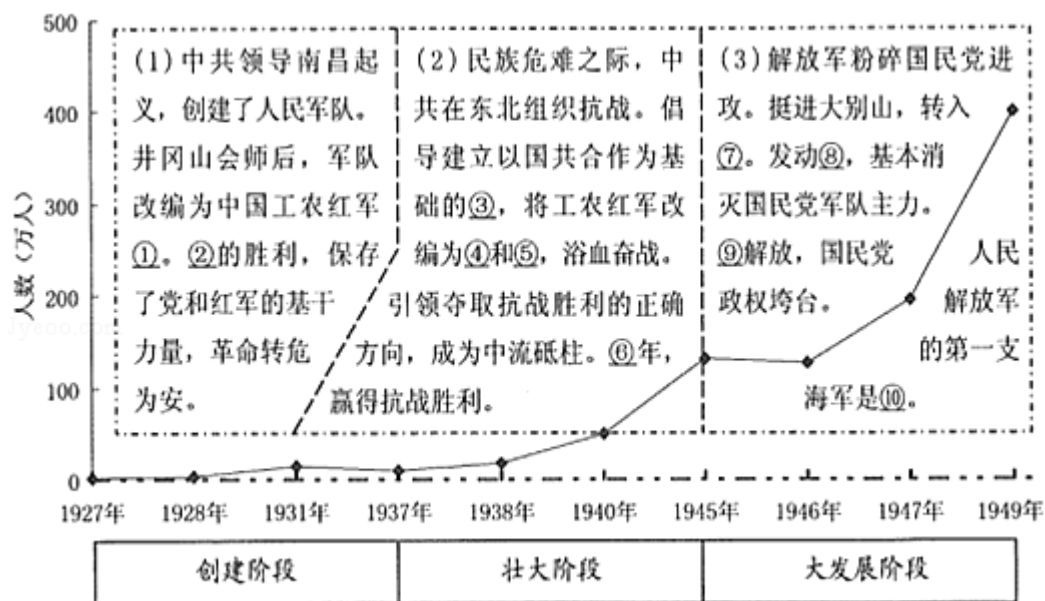 500
400
300
200
100
0
人数（万人）
(1)中共领导南昌起
义，创建了人民军队。
井冈山会师后，军队
改编为中国工农红军
①。②的胜利，保存
了党和红军的基干
力量，革命转危
为安。
(2)民族危难之际，中
共在东北组织抗战。倡
导建立以国共合作为基
础的③，将工农红军改
编为④和⑤，浴血奋战。
引领夺取抗战胜利的正确
方向，成为中流砥柱。⑥年，
赢得抗战胜利。
(3)解放军粉碎国民党进
攻。挺进大别山，转入
⑦。发动⑧，基本消
灭国民党军队主力。
⑨解放，国民党
政权垮台。
人民
解放军
的第一支
海军是⑩。
1927年 1928年 1931年 1937年 1938年 1940年 1945年 1946年 1947年 1949年
创建阶段 壮大阶段 大发展阶段